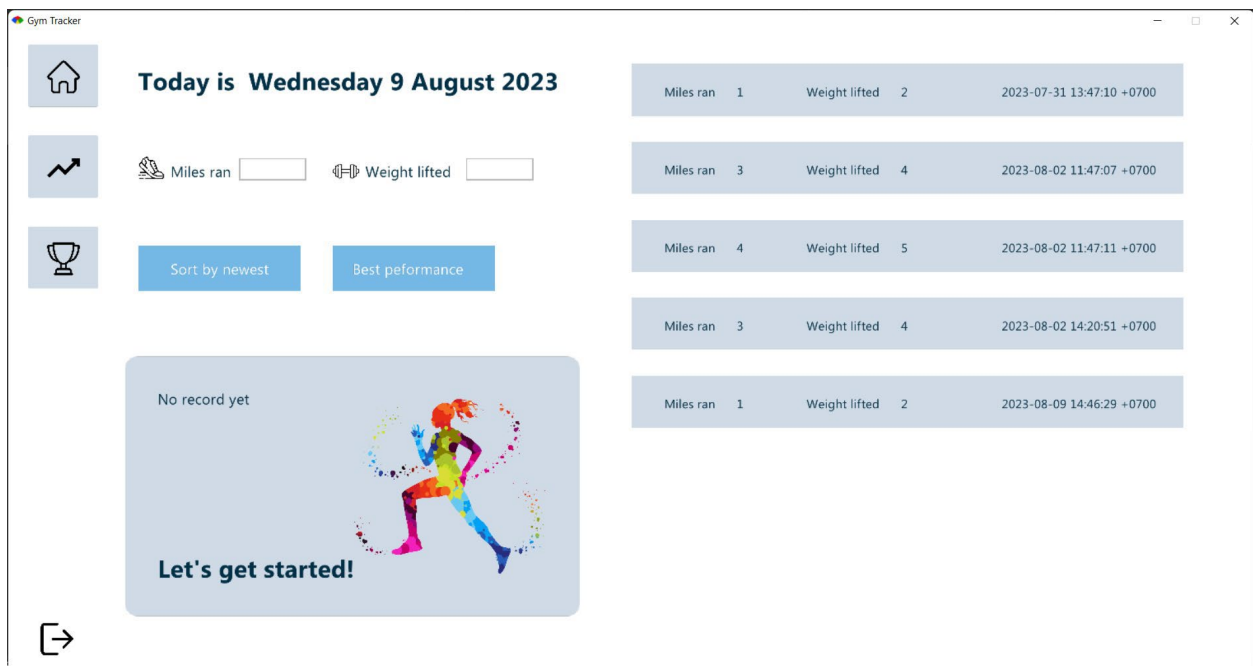 Gym Tracker
Today is Wednesday 9 August 2023
Miles ran Weight lifted
Sort by newest Best peformance
No record yet
Let's get started!
Miles ran 1 Weight lifted 2 2023-07-31 13:47:10 +0700
Miles ran 3 Weight lifted 4 2023-08-02 11:47:07 +0700
Miles ran 4 Weight lifted 5 2023-08-02 11:47:11 +0700
Miles ran 3 Weight lifted 4 2023-08-02 14:20:51 +0700
Miles ran 1 Weight lifted 2 2023-08-09 14:46:29 +0700